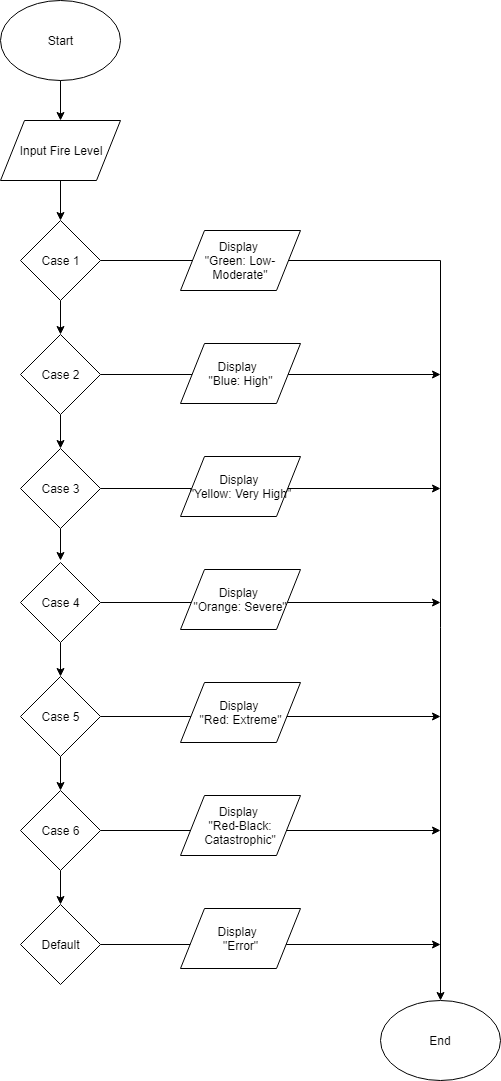 Start
Input Fire Level
Case 1
Display
"Green: Low-
Moderate"
Case 2
Display
"Blue: High"
Case 3
Display
"Yellow: Very High"
Case 4
Display
"Orange: Severe"
Case 5
Display
"Red: Extreme"
Case 6
Display
"Red-Black:
Catastrophic"
Default
Display
"Error"
End